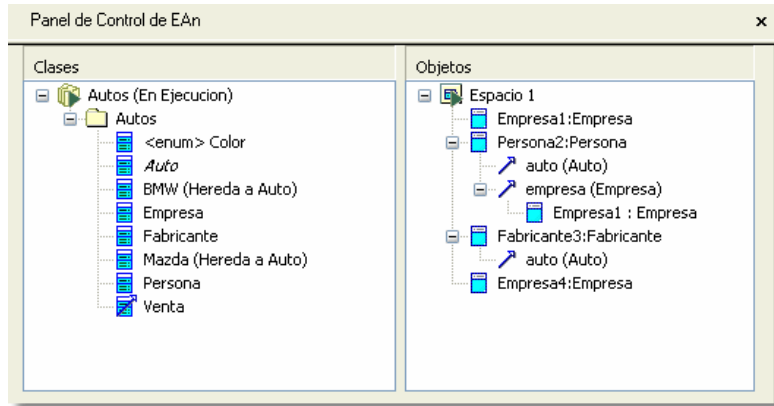 Panel de Control de EAn
x
Clases
Autos (En Ejecucion)
Autos
<enum> Color
Auto
BMW (Hereda a Auto)
Empresa
Fabricante
Mazda (Hereda a Auto)
Persona
Venta
Objetos
Espacio 1
Empresa1:Empresa
Persona2:Persona
auto (Auto)
empresa (Empresa)
Empresa1 : Empresa
Fabricante3:Fabricante
auto (Auto)
Empresa4:Empresa